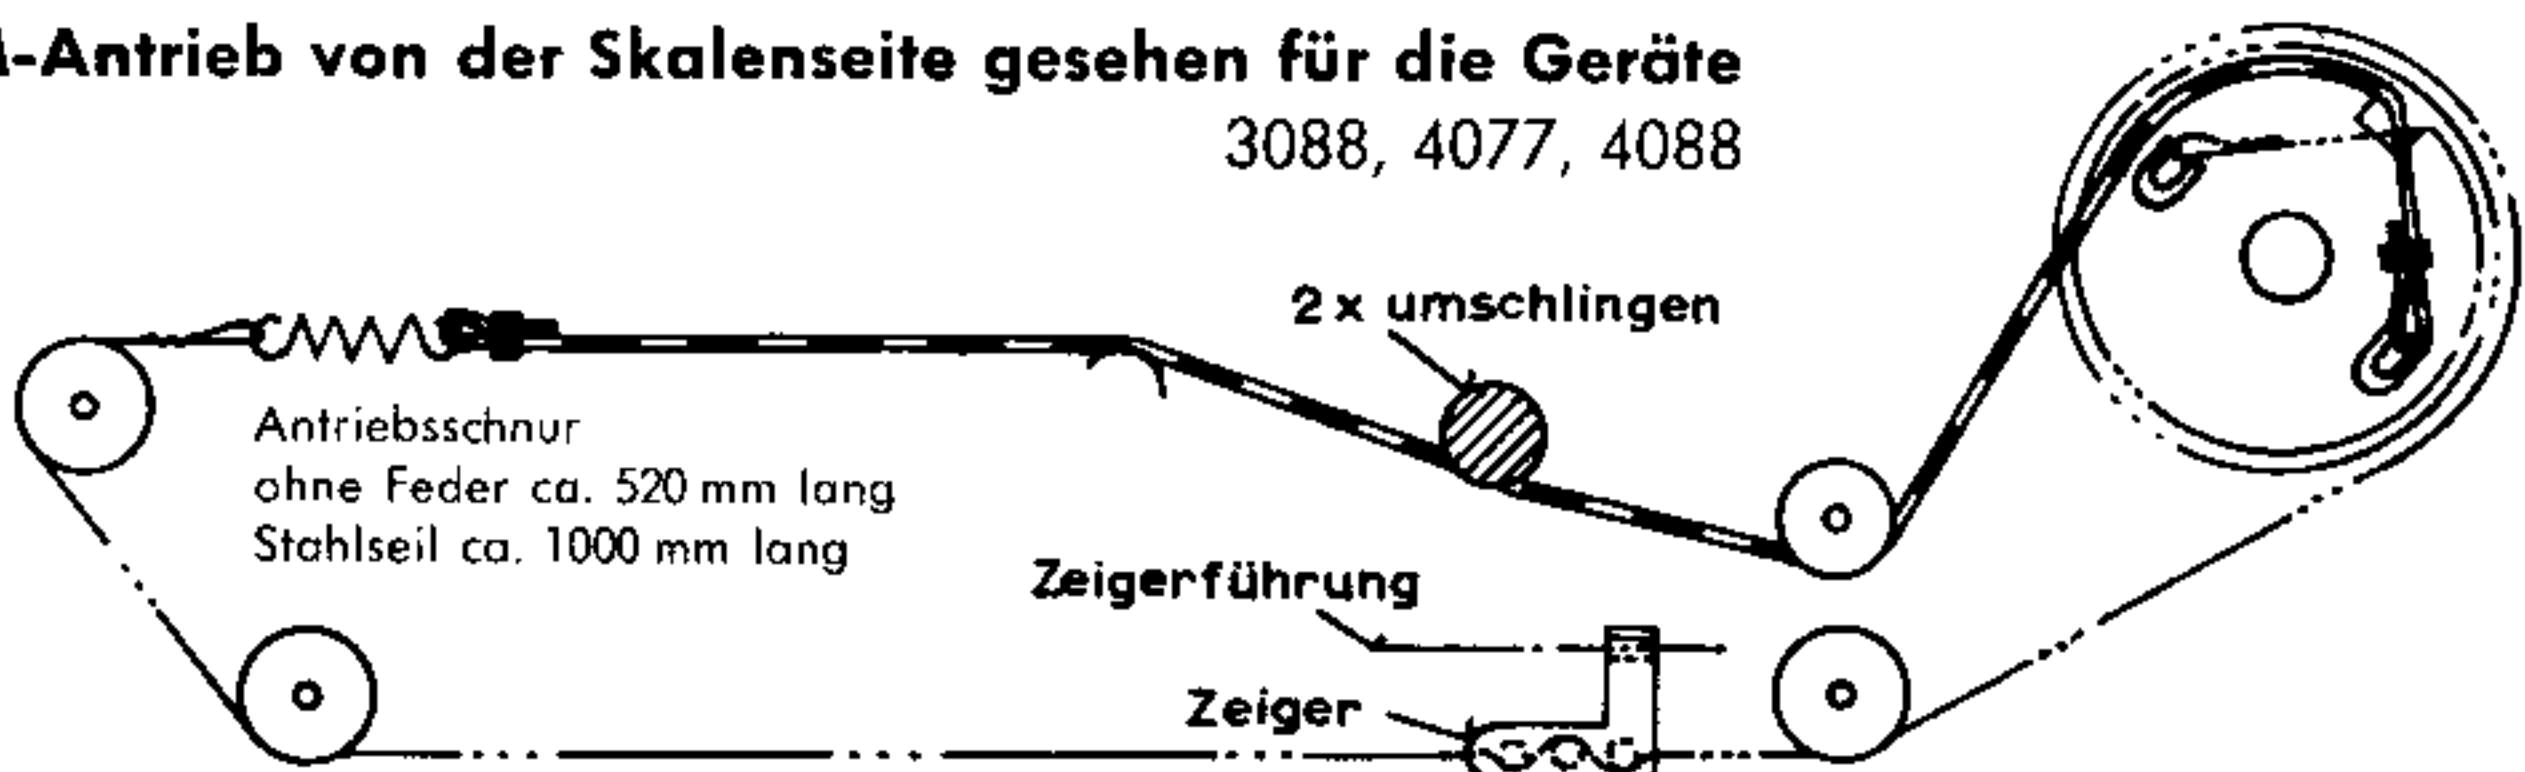 -Antrieb von der Skalenseite gesehen für die Geräte
3088, 4077, 4088
2x umschlingen
Antriebsschnur
ohne Feder ca. 520 mm lang
Stahlseil ca. 1000 mm lang
Zeigerführung
Zeiger